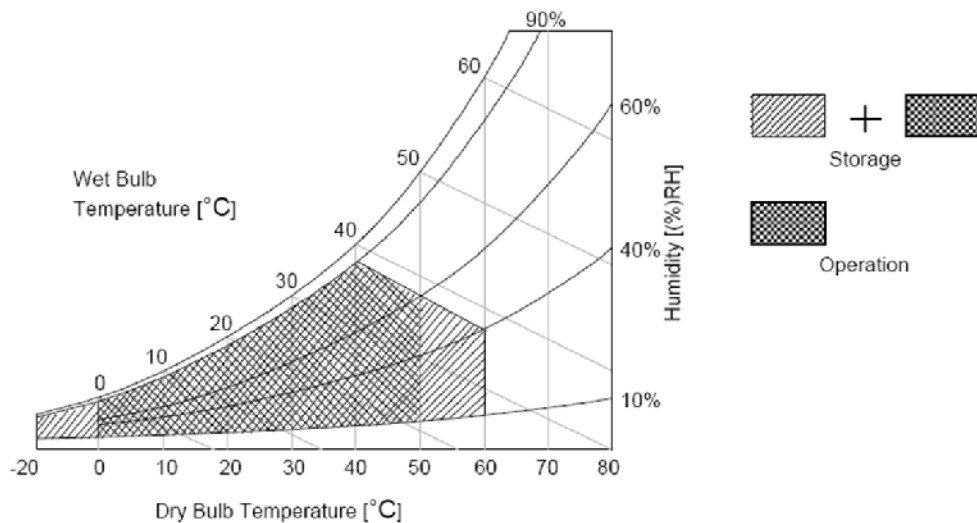 90%
60
60%
50
Wet Bulb
Temperature [°C]
40
40%
30
20
10
0
10%
Humidity [(%)RH]
-20 0 10 20 30 40 50 60 70 80
Dry Bulb Temperature [°C]
+
Storage
Operation